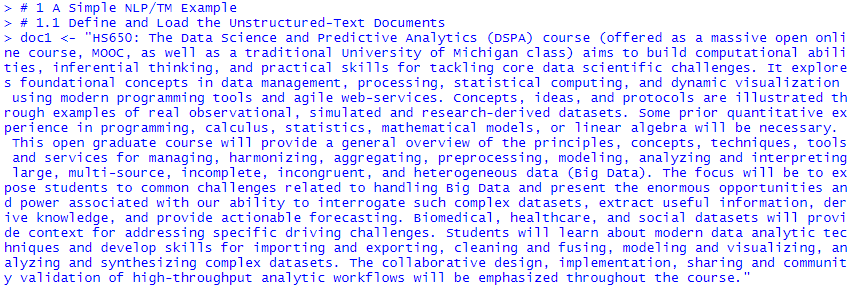 > # 1 A Simple NLP/TM Example
> # 1.1 Define and Load the Unstructured-Text Documents
> doc1 <- "HS650: The Data Science and Predictive Analytics (DSPA) course (offered as a massive open onli
ne course, MOOC, as well as a traditional University of Michigan class) aims to build computational abili
ties, inferential thinking, and practical skills for tackling core data scientific challenges. It explore
s foundational concepts in data management, processing, statistical computing, and dynamic visualization
 using modern programming tools and agile web-services. Concepts, ideas, and protocols are illustrated th
rough examples of real observational, simulated and research-derived datasets. Some prior quantitative ex
perience in programming, calculus, statistics, mathematical models, or linear algebra will be necessary.
 This open graduate course will provide a general overview of the principles, concepts, techniques, tools
and services for managing, harmonizing, aggregating, preprocessing, modeling, analyzing and interpreting
large, multi-source, incomplete, incongruent, and heterogeneous data (Big Data). The focus will be to ex
pose students to common challenges related to handling Big Data and present the enormous opportunities an
d power associated with our ability to interrogate such complex datasets, extract useful information, der
ive knowledge, and provide actionable forecasting. Biomedical, healthcare, and social datasets will provi
de context for addressing specific driving challenges. Students will learn about modern data analytic tec
hniques and develop skills for importing and exporting, cleaning and fusing, modeling and visualizing, an
alyzing and synthesizing complex datasets. The collaborative design, implementation, sharing and communit
y validation of high-throughput analytic workflows will be emphasized throughout the course."